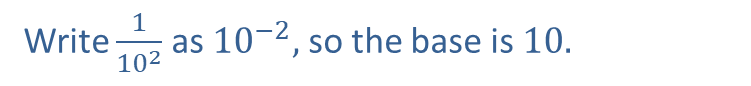 Write 1/10² as 10⁻², so the base is 10.